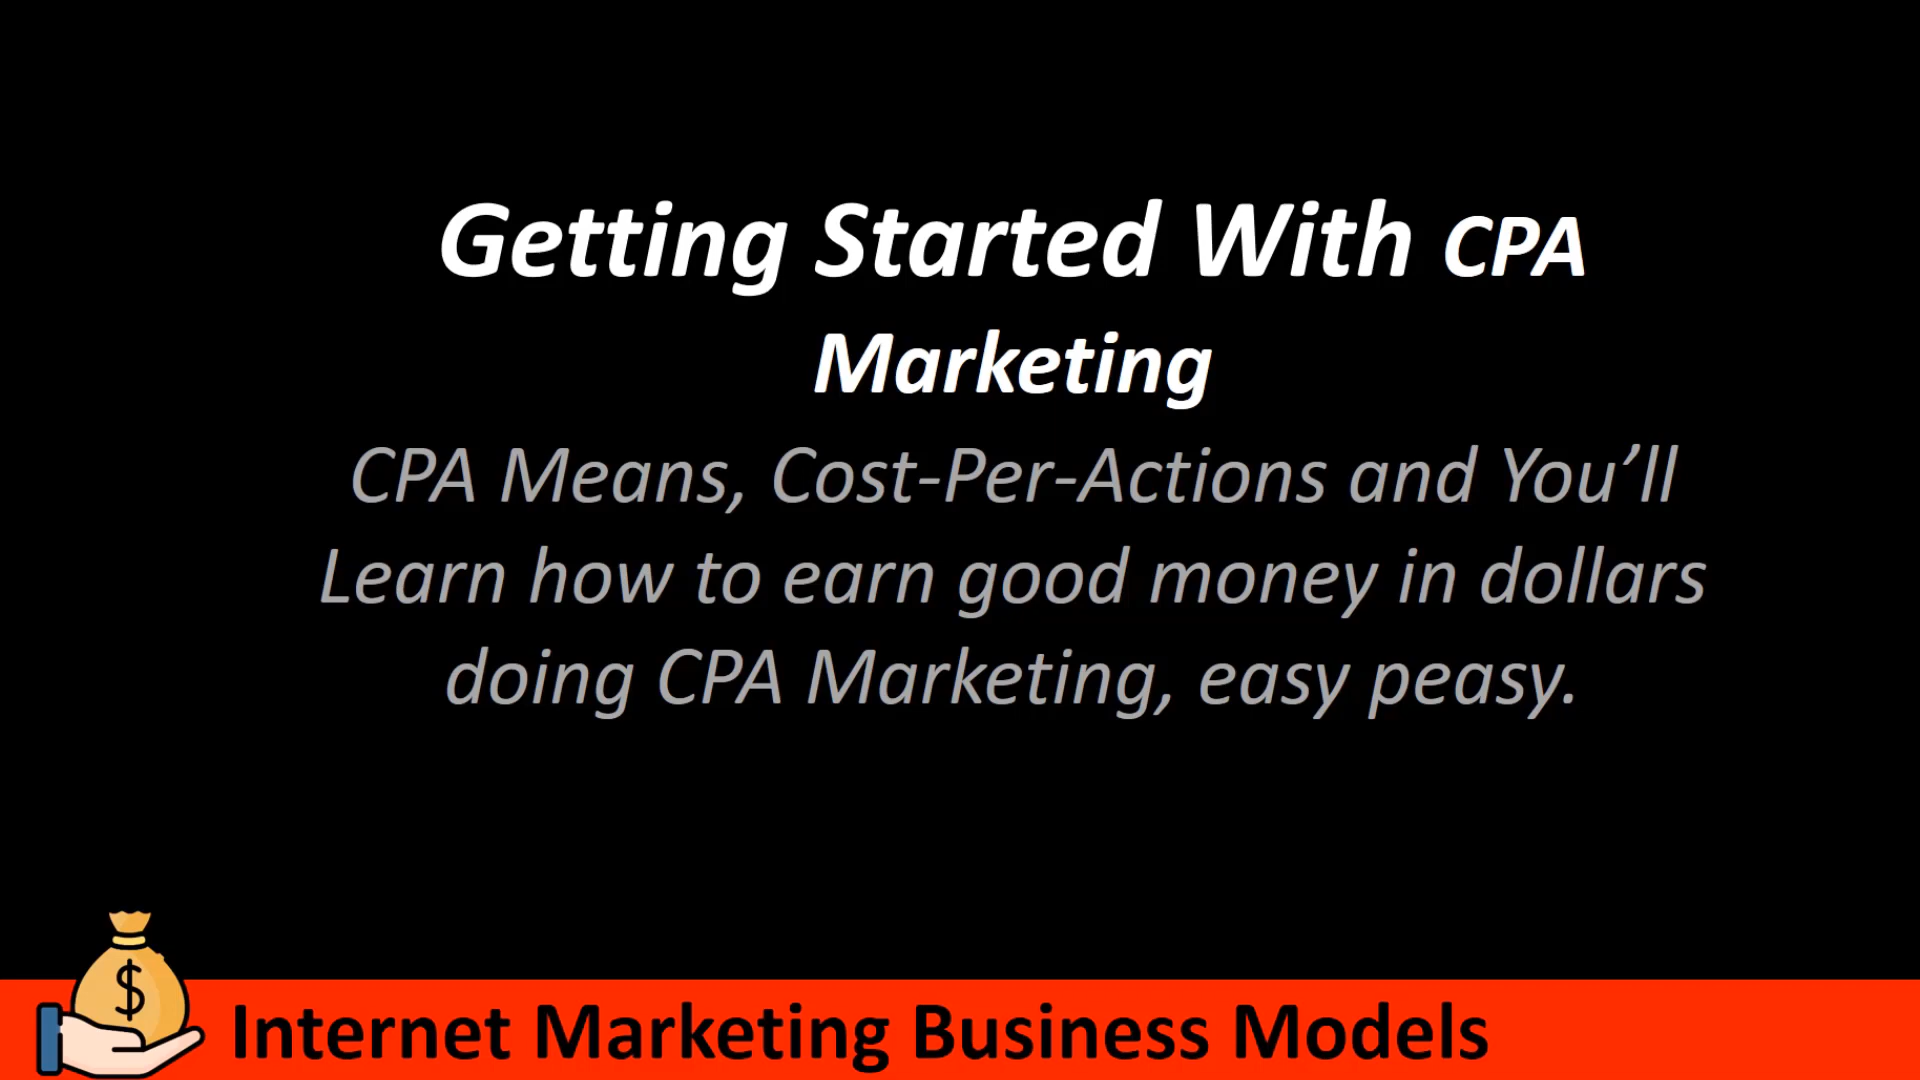 Getting Started With CPA
Marketing
CPA Means, Cost-Per-Actions and You’ll
Learn how to earn good money in dollars
doing CPA Marketing, easy peasy.
$
Internet Marketing Business Models